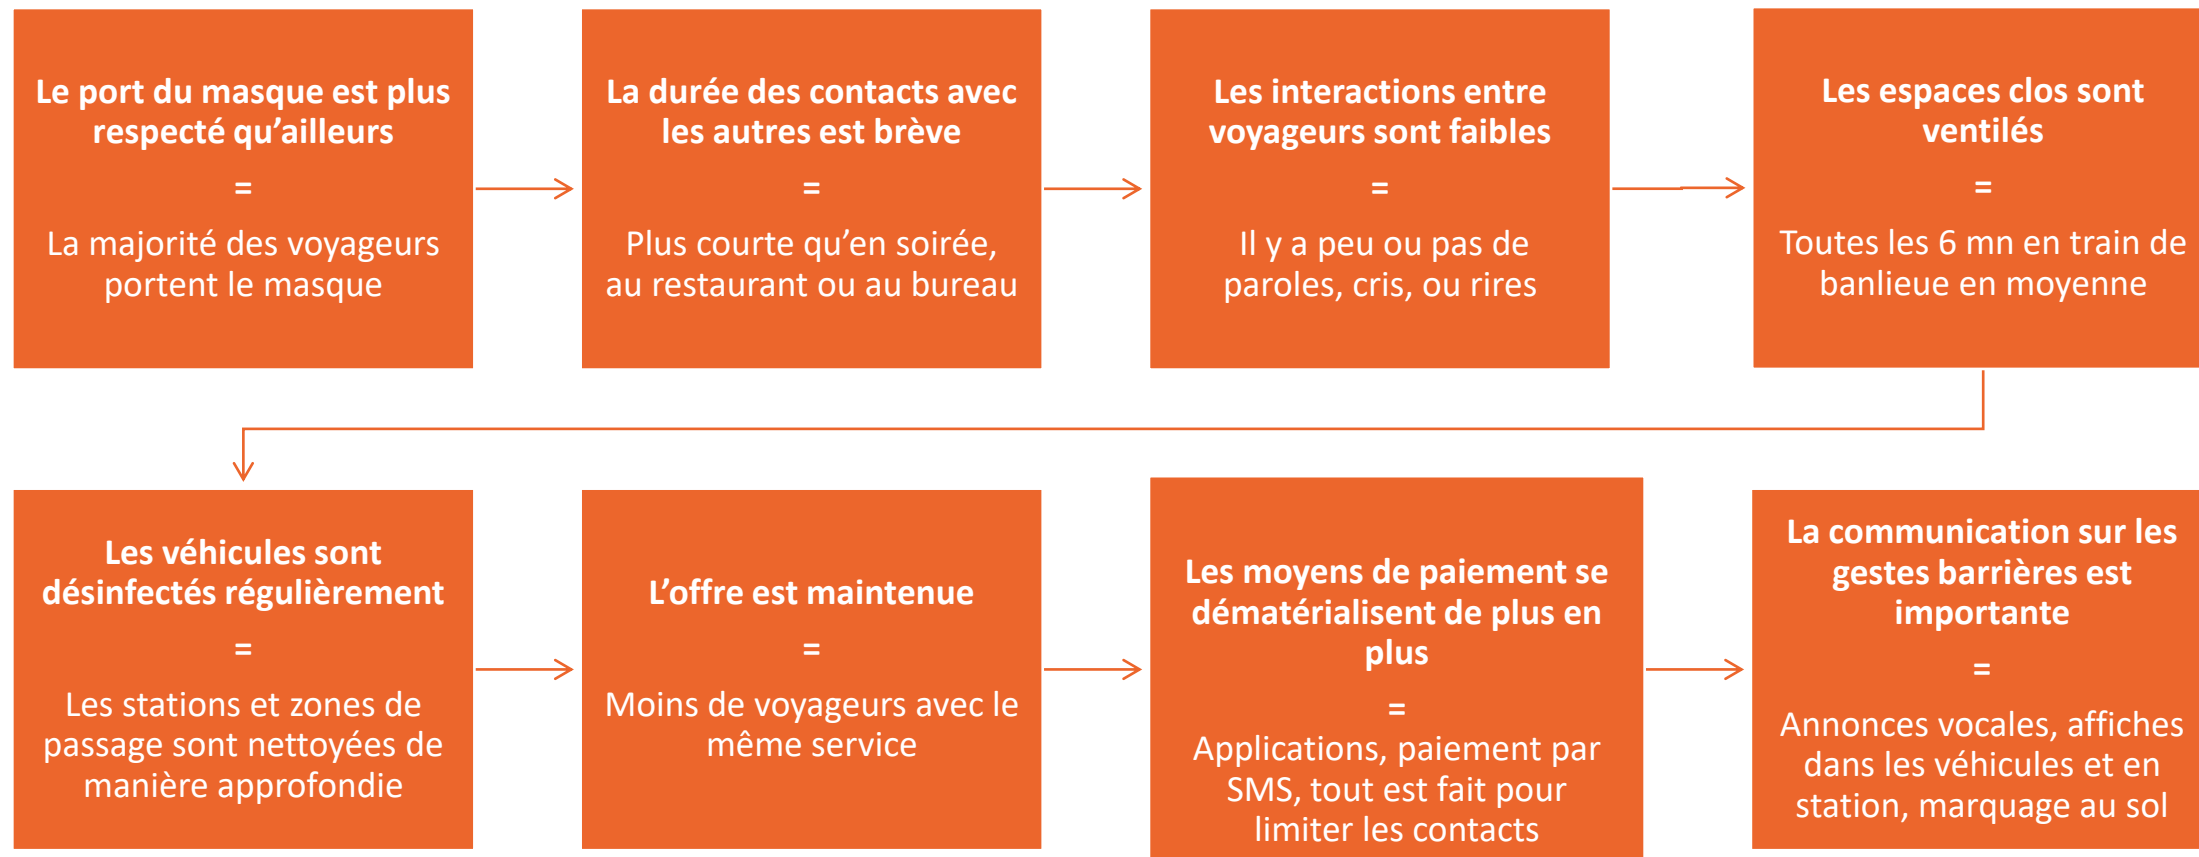 Le port du masque est plus
respecté qu’ailleurs
=
La majorité des voyageurs
portent le masque
La durée des contacts avec
les autres est brève
=
Plus courte qu’en soirée,
au restaurant ou au bureau
Les interactions entre
voyageurs sont faibles
=
Il y a peu ou pas de
paroles, cris, ou rires
Les espaces clos sont
ventilés
=
Toutes les 6 mn en train de
banlieue en moyenne
Les véhicules sont
désinfectés régulièrement
=
Les stations et zones de
passage sont nettoyées de
manière approfondie
L’offre est maintenue
=
Moins de voyageurs avec le
même service
Les moyens de paiement se
dématérialisent de plus en
plus
=
Applications, paiement par
SMS, tout est fait pour
limiter les contacts
La communication sur les
gestes barrières est
importante
=
Annonces vocales, affiches
dans les véhicules et en
station, marquage au sol